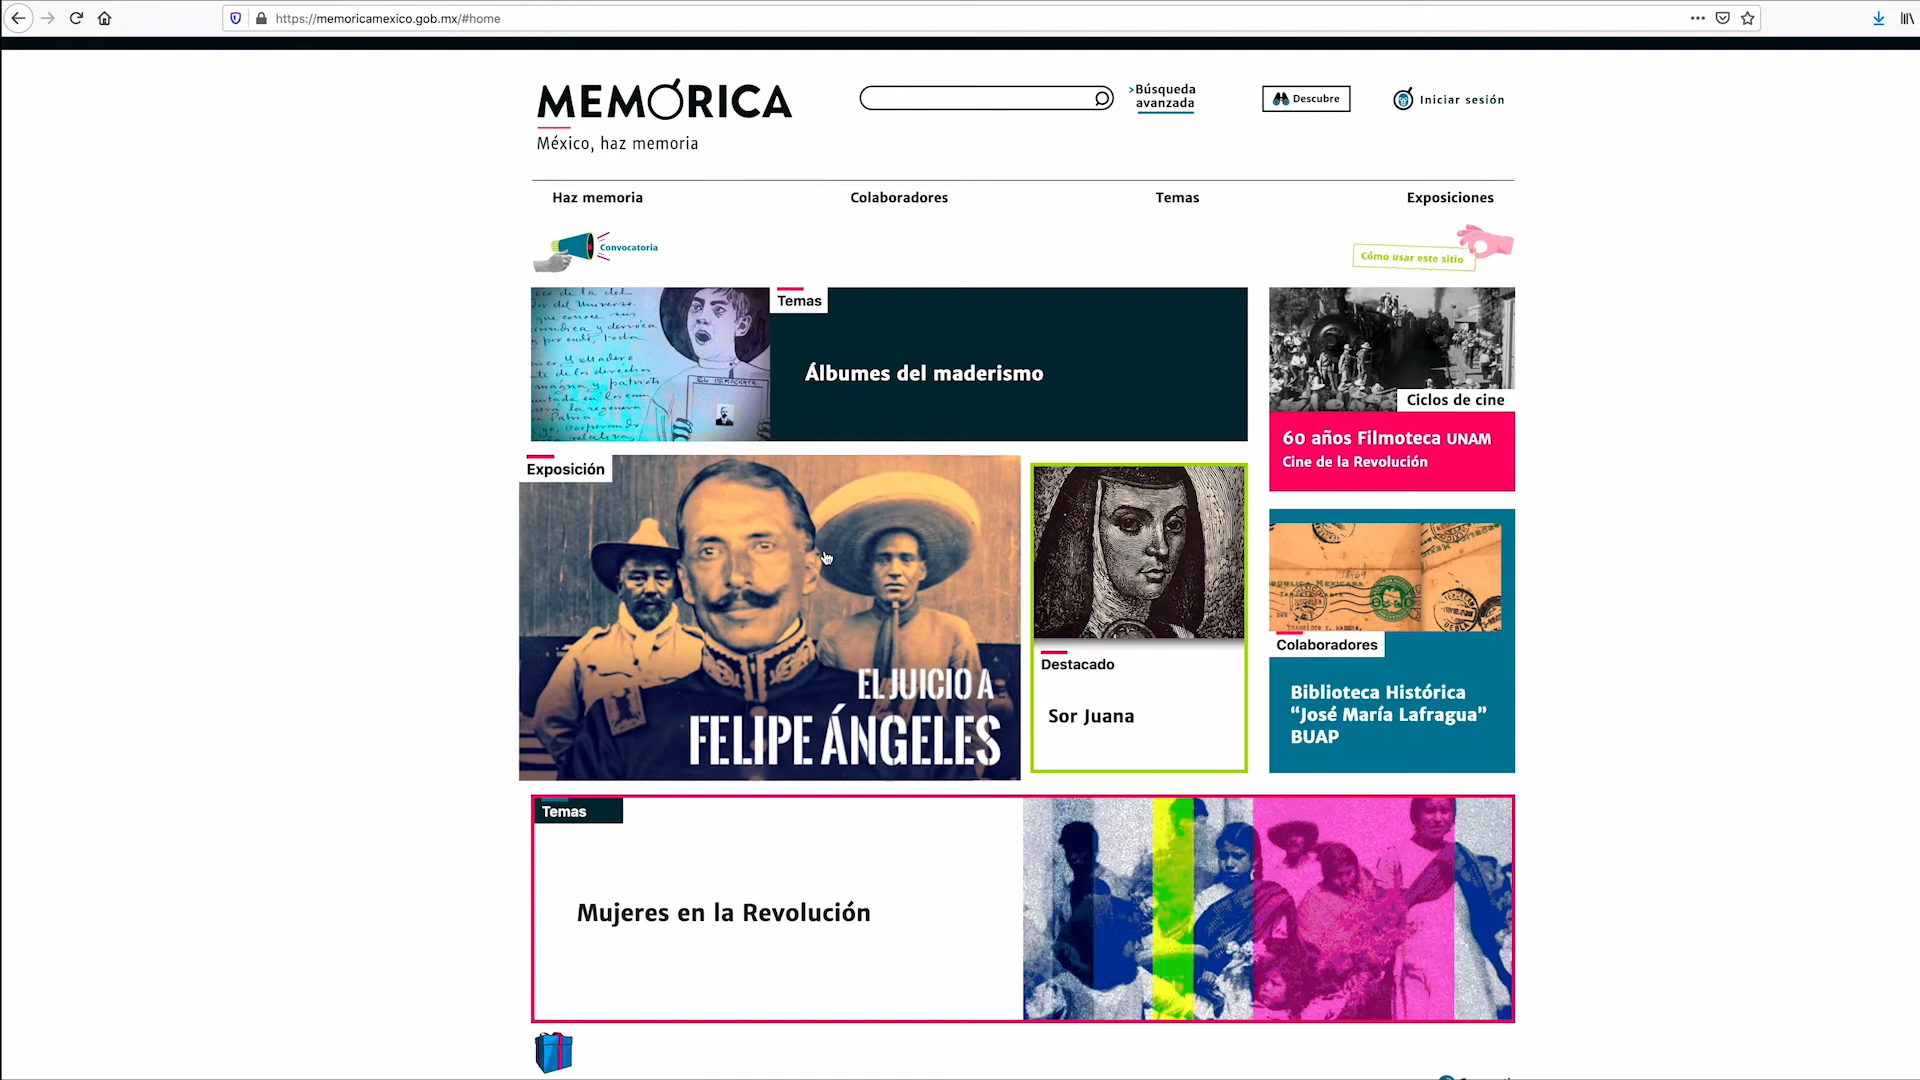 https://memoricamexico.gob.mx/#home
MEMÓRICA
México, haz memoria
›Búsqueda
avanzada
Descubre
Iniciar sesión
Haz memoria
Colaboradores
Temas
Exposiciones
Convocatoria
Cómo usar este sitio
Temas
Álbumes del maderismo
Ciclos de cine
60 años Filmoteca UNAM
Cine de la Revolución
Exposición
EL JUICIO A
FELIPE ÁNGELES
Destacado
Sor Juana
Colaboradores
Biblioteca Histórica
“José María Lafragua”
BUAP
Temas
Mujeres en la Revolución